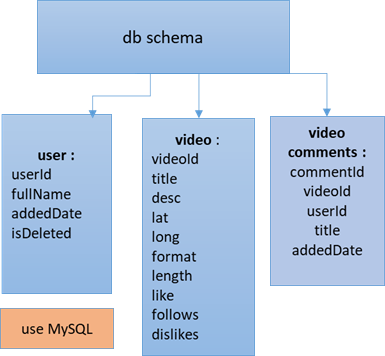 db schema
user :
userId
fullName
addedDate
isDeleted
video :
videoId
title
desc
lat
long
format
length
like
follows
dislikes
video
comments :
commentId
videoId
userId
title
addedDate
use MySQL